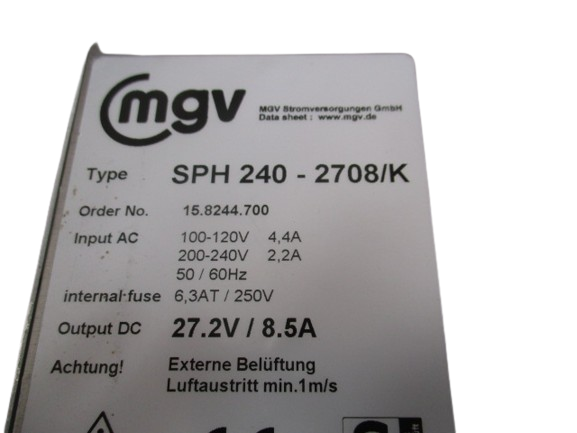 mgv
MGV Stromversorgungen GmbH
Data sheet : www.mgv.de
Type SPH 240 - 2708/K
Order No. 15.8244.700
Input AC 100-120V 4,4A
200-240V 2,2A
50 / 60Hz
internal fuse 6,3AT / 250V
Output DC 27.2V / 8.5A
Achtung! Externe Belüftung
Luftaustritt min.1m/s